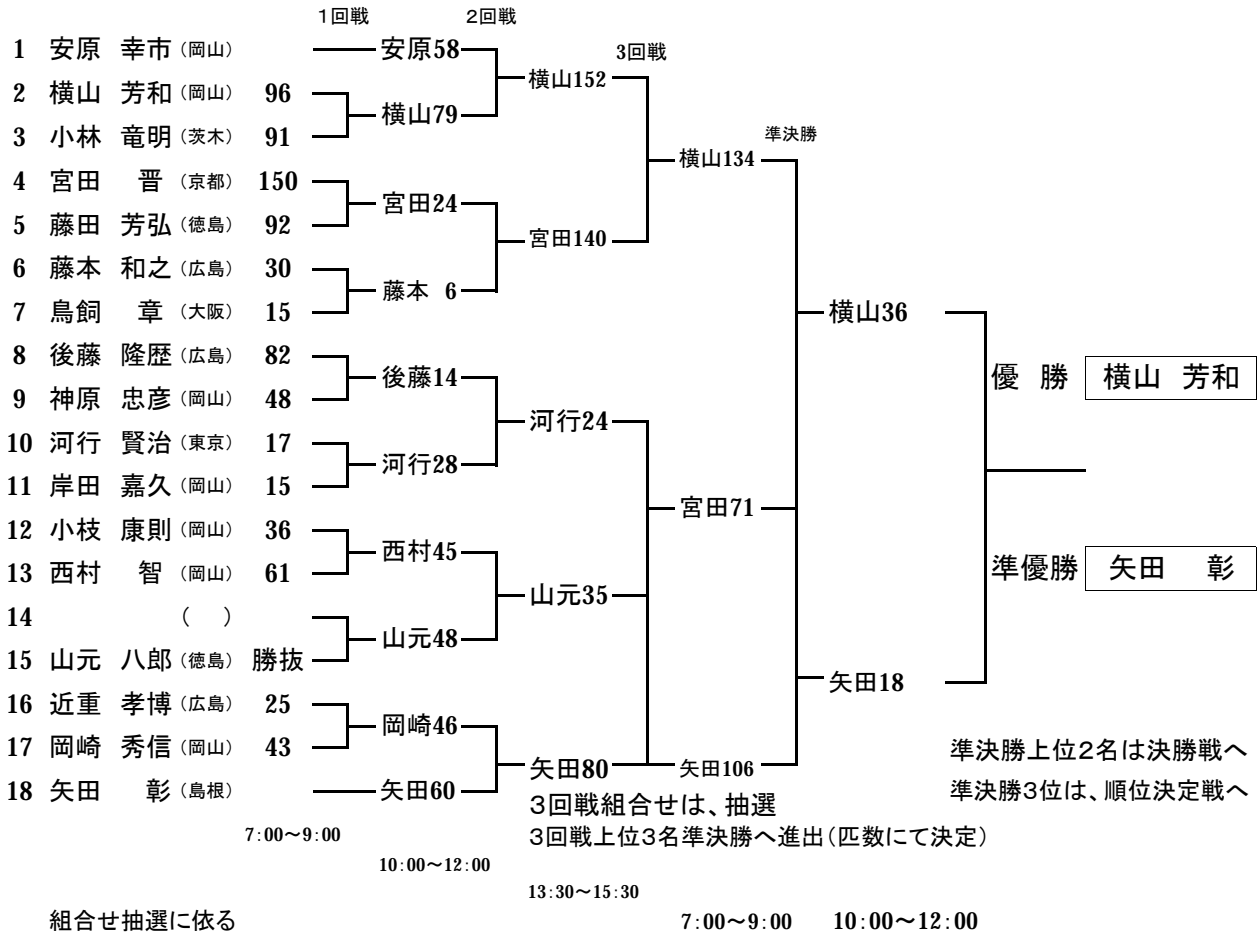 1回戦 2回戦
3回戦
準決勝
1 安原 幸市(岡山) 安原58
横山152
2 横山 芳和(岡山) 96
横山79
3 小林 竜明(茨木) 91
横山134
4 宮田 晋(京都) 150
宮田24
5 藤田 芳弘(徳島) 92
宮田140
6 藤本 和之(広島) 30
藤本 6
7 鳥飼 章(大阪) 15
横山36
8 後藤 隆歴(広島) 82
後藤14
優 勝 横山 芳和
9 神原 忠彦(岡山) 48
河行24
10 河行 賢治(東京) 17
河行28
11 岸田 嘉久(岡山) 15
宮田71
12 小枝 康則(岡山) 36
西村45
13 西村 智(岡山) 61
準優勝 矢田 彰
山元35
14 ( )
山元48
15 山元 八郎(徳島) 勝抜
矢田18
16 近重 孝博(広島) 25
岡崎46
17 岡崎 秀信(岡山) 43
準決勝上位2名は決勝戦へ
矢田80 矢田106
18 矢田 彰(島根) 矢田60
準決勝3位は、順位決定戦へ
3回戦組合せは、抽選
3回戦上位3名準決勝へ進出(匹数にて決定)
7:00~9:00
10:00~12:00
13:30~15:30
組合せ抽選に依る
7:00~9:00 10:00~12:00